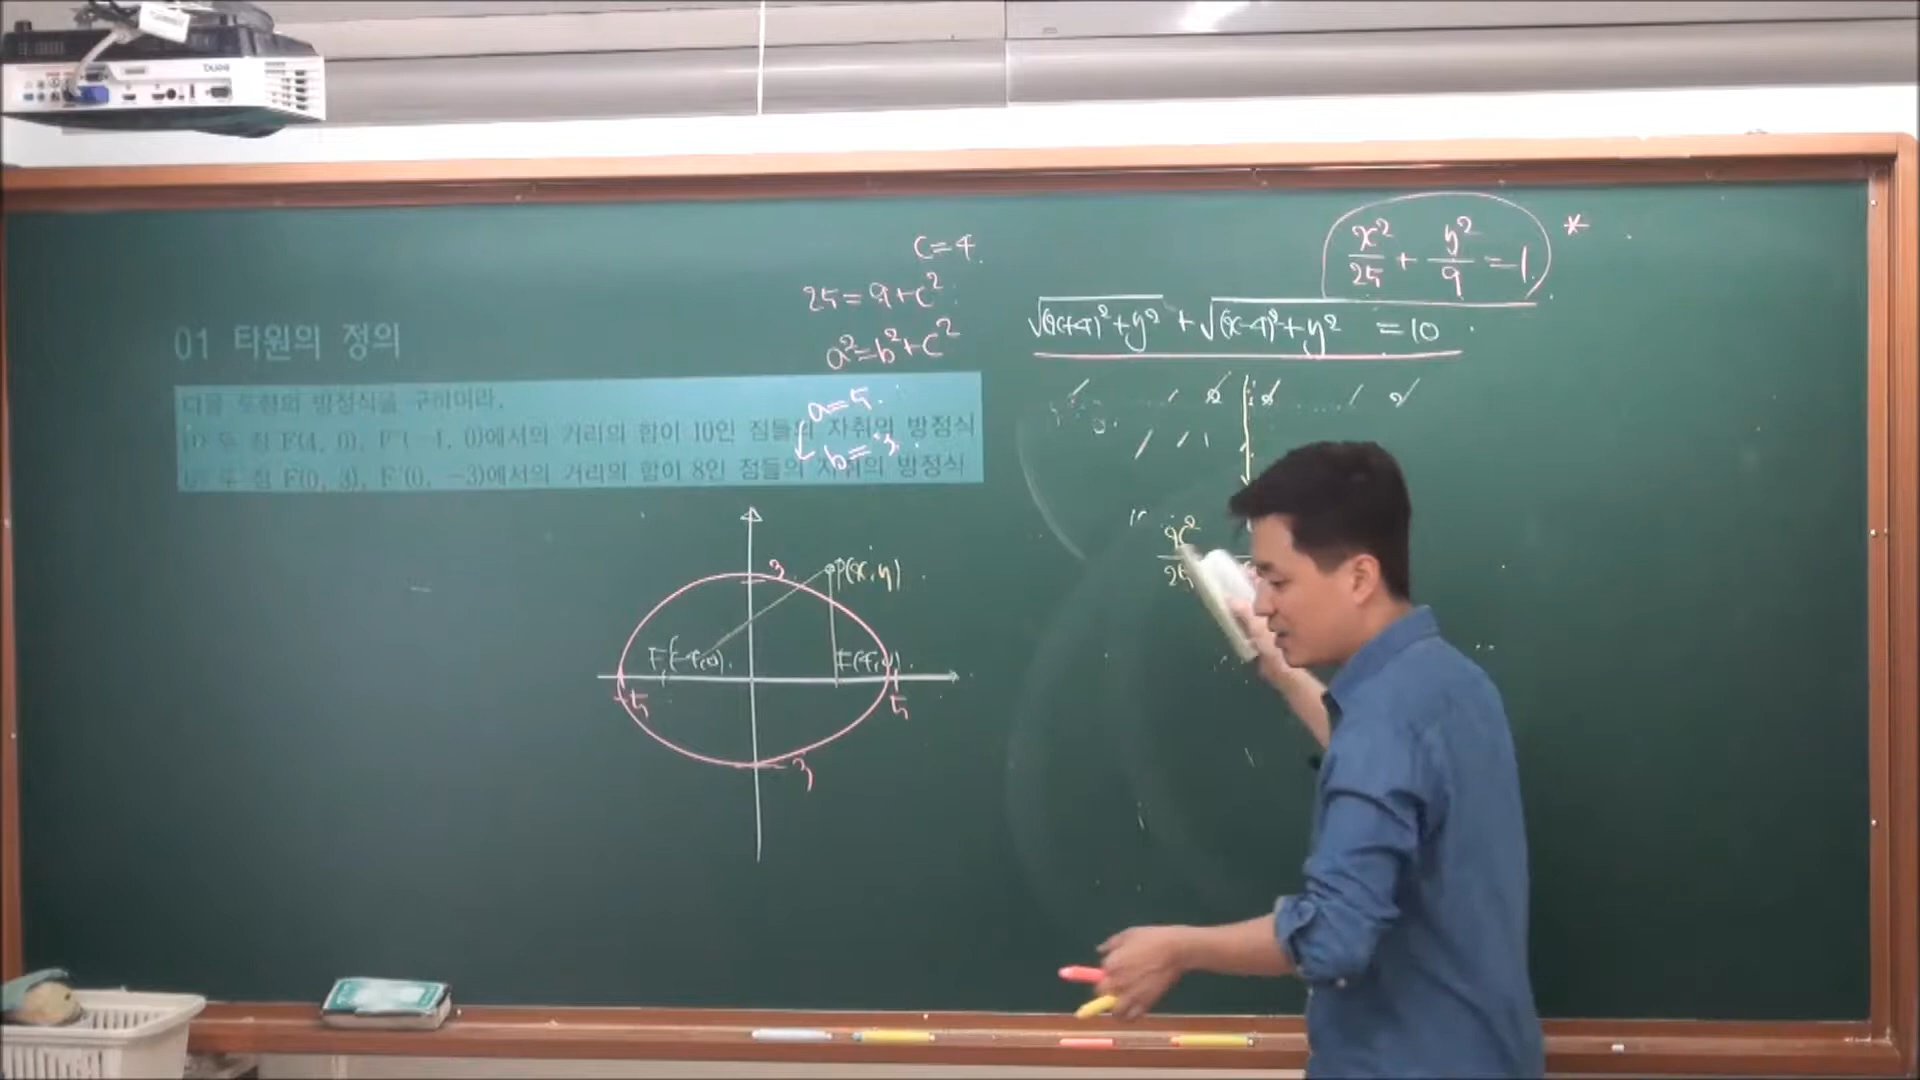 BenQ
01 타원의 정의
다음 도형의 방정식을 구하여라.
(1) 두 점 F(4, 0), F'(-4, 0)에서의 거리의 합이 10인 점들의 자취의 방정식
(2) 두 점 F(0, 3), F'(0, -3)에서의 거리의 합이 8인 점들의 자취의 방정식
c=4
25=9+c²
a²=b²+c²
a=5
b=3
x²/25 + y²/9 = 1 *
√(x+4)²+y² + √(x-4)²+y² = 10
x²
25
3
P(x, y)
F'(-4, 0)
F(4, 0)
-5
5
-3